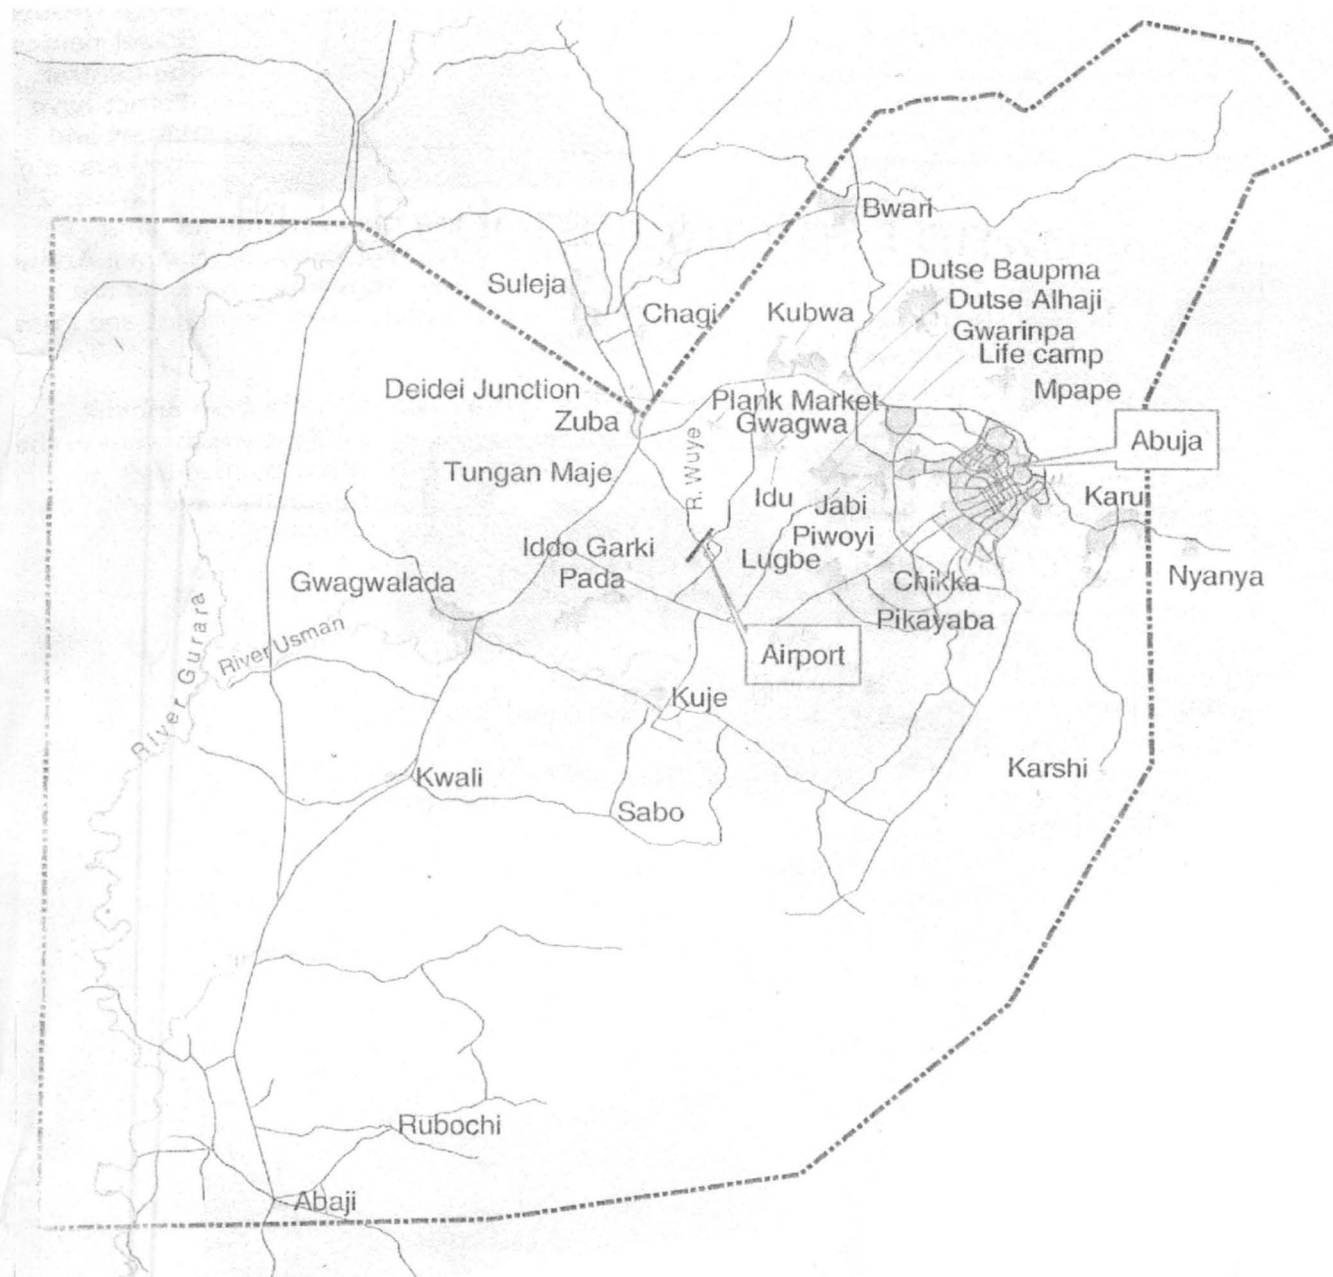 Bwari
Dutse Baupma
Suleja
Dutse Alhaji
Chagi
Kubwa
Gwarinpa
Life camp
Deidei Junction
Mpape
Plank Market
Zuba
Gwagwa
Abuja
R. Wuye
Tungan Maje
Idu
Jabi
Karu
Piwoyi
Iddo Garki
Lugbe
Pada
Gwagwalada
Chikka
Nyanya
Pikayaba
River Gurara
River Usman
Airport
Kuje
Kwali
Karshi
Sabo
Rubochi
Abaji